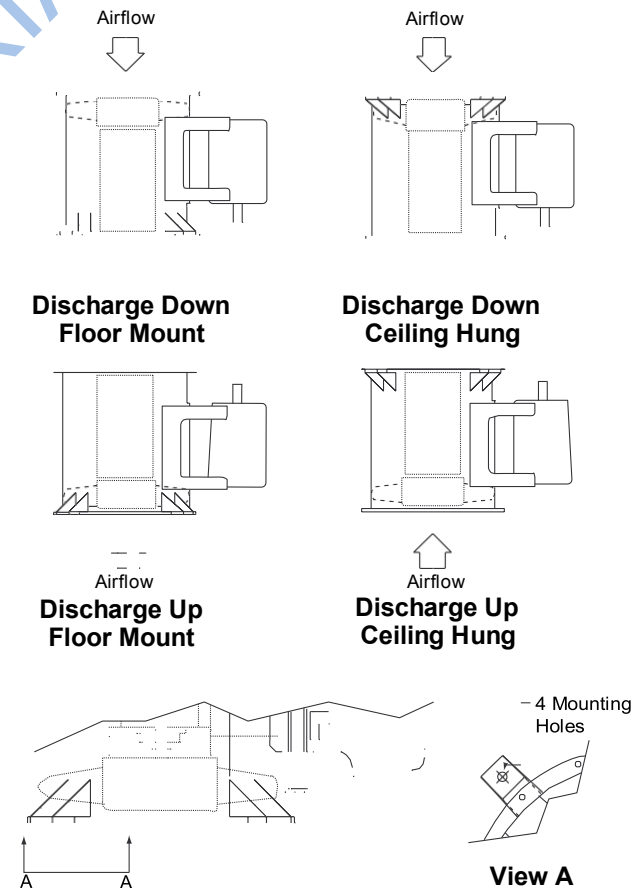 Airflow
Airflow
Discharge Down
Floor Mount
Discharge Down
Ceiling Hung
Airflow
Discharge Up
Floor Mount
Airflow
Discharge Up
Ceiling Hung
4 Mounting
Holes
A
A
View A